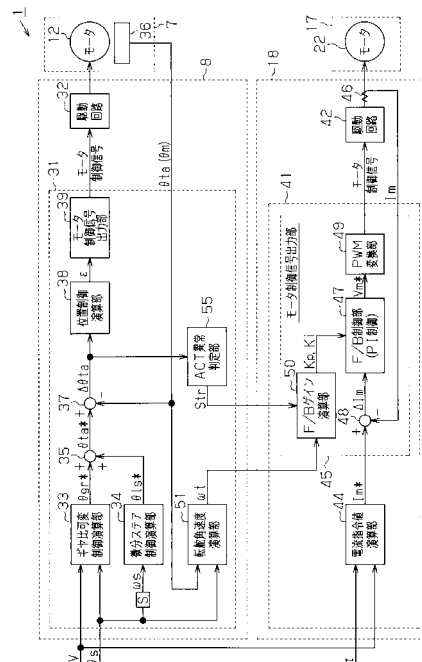 1
12
モータ
36
7
32
駆動
回路
8
モータ
制御信号
31
39
モータ
制御信号
出力部
θta(θm)
38
位置制御
演算部
ε
37
Δθta
+
-
55
ACT異常
判定部
Str
35
θta*
+
+
33
ギヤ比可変
制御演算部
θgr*
34
微分ステア
制御演算部
θls*
S
ωs
51
転舵角速度
演算部
ωt
V
θs
17
22
モータ
18
46
42
駆動
回路
Im
モータ
制御信号
41
モータ制御信号出力部
49
PWM
変換部
Vm*
47
F/B制御部
(PI制御)
Kp, Ki
50
F/Bゲイン
演算部
48
ΔIm
+
-
45
44
電流指令値
演算部
Im*